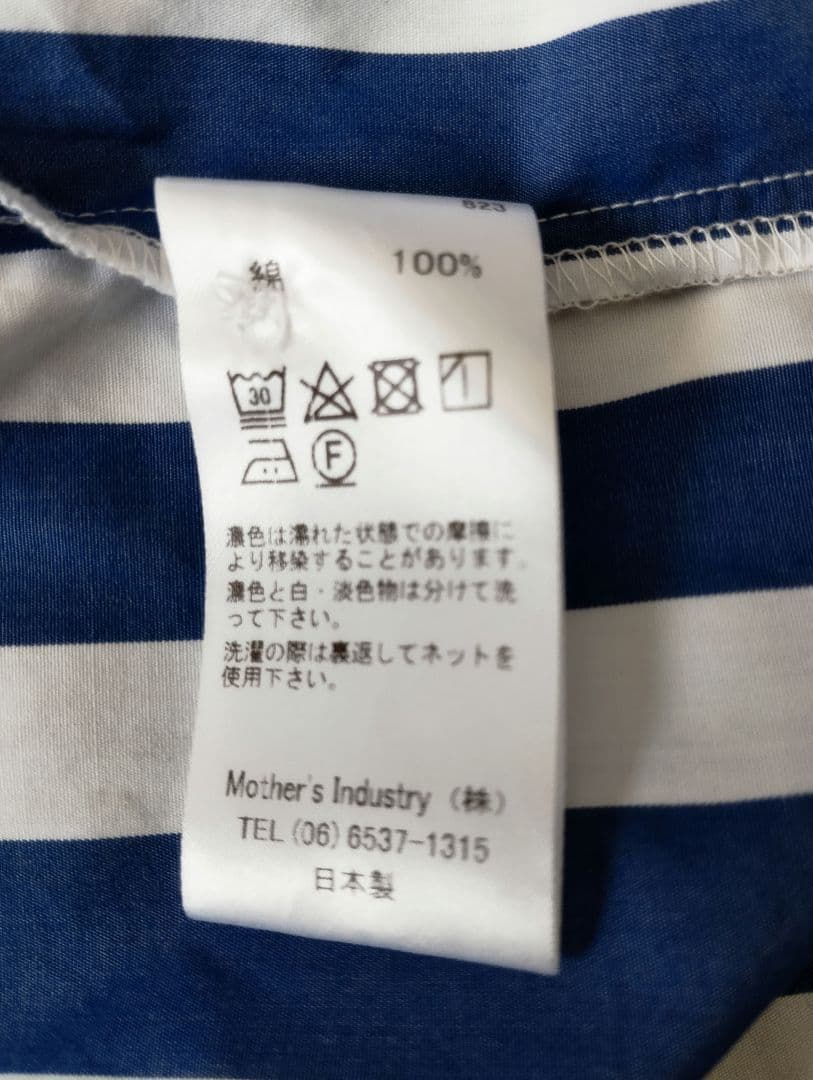 823
綿 100%
30
F
濃色は濡れた状態での摩擦に
より移染することがあります。
濃色と白・淡色物は分けて洗
って下さい。
洗濯の際は裏返してネットを
使用下さい。
Mother's Industry (株)
TEL (06) 6537-1315
日本製